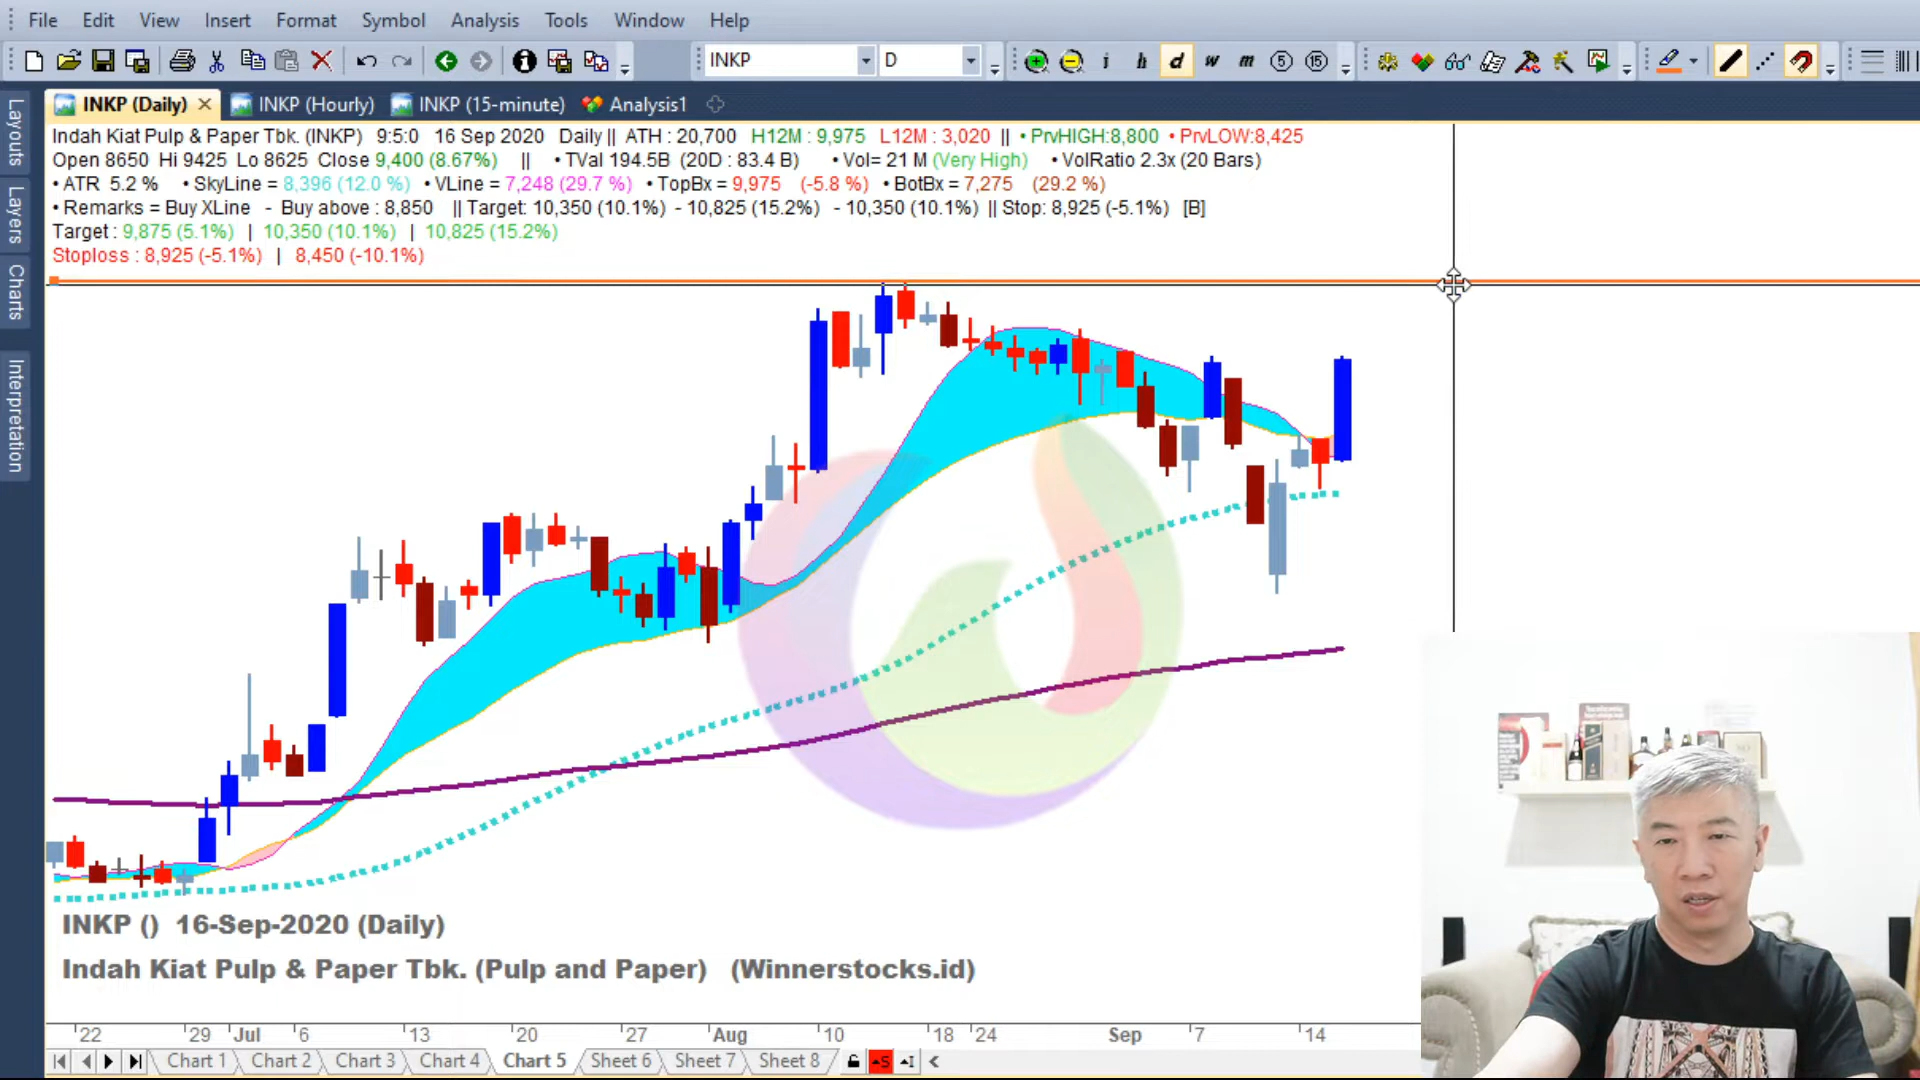 File Edit View Insert Format Symbol Analysis Tools Window Help
INKP D i h d w m 5 15
INKP (Daily) INKP (Hourly) INKP (15-minute) Analysis1
Layouts
Layers
Charts
Interpretation
Indah Kiat Pulp & Paper Tbk. (INKP) 9:5:0 16 Sep 2020 Daily || ATH : 20,700 H12M : 9,975 L12M : 3,020 || • PrvHIGH:8,800 • PrvLOW:8,425
Open 8650 Hi 9425 Lo 8625 Close 9,400 (8.67%) || • TVal 194.5B (20D : 83.4 B) • Vol= 21 M (Very High) • VolRatio 2.3x (20 Bars)
• ATR 5.2 % • SkyLine = 8,396 (12.0 %) • VLine = 7,248 (29.7 %) • TopBx = 9,975 (-5.8 %) • BotBx = 7,275 (29.2 %)
• Remarks = Buy XLine - Buy above : 8,850 || Target: 10,350 (10.1%) - 10,825 (15.2%) - 10,350 (10.1%) || Stop: 8,925 (-5.1%) [B]
Target : 9,875 (5.1%) | 10,350 (10.1%) | 10,825 (15.2%)
Stoploss : 8,925 (-5.1%) | 8,450 (-10.1%)
INKP () 16-Sep-2020 (Daily)
Indah Kiat Pulp & Paper Tbk. (Pulp and Paper) (Winnerstocks.id)
22 29 Jul 6 13 20 27 Aug 10 18 24 Sep 7 14
Chart 1 Chart 2 Chart 3 Chart 4 Chart 5 Sheet 6 Sheet 7 Sheet 8